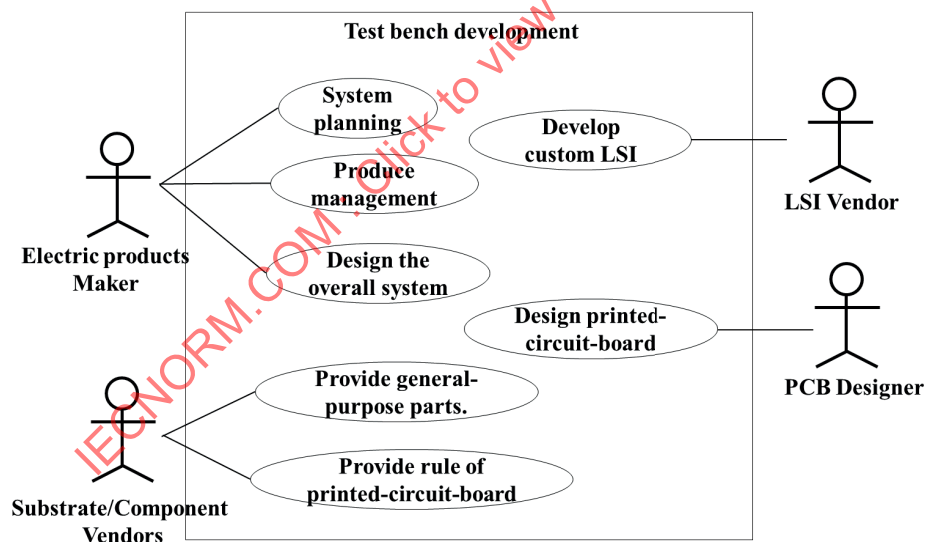 Test bench development
System
planning
Develop
custom LSI
Produce
management
LSI Vendor
Electric products
Maker
Design the
overall system
Design printed-
circuit-board
PCB Designer
Provide general-
purpose parts.
Provide rule of
printed-circuit-board
Substrate/Component
Vendors
IECNORM.COM : Click to view